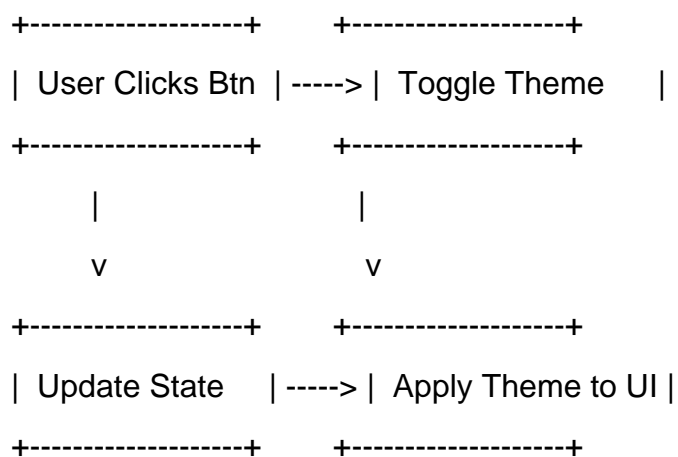 +-------------------+ +-------------------+
| User Clicks Btn | -----> | Toggle Theme |
+-------------------+ +-------------------+
| |
v v
+-------------------+ +-------------------+
| Update State | -----> | Apply Theme to UI |
+-------------------+ +-------------------+